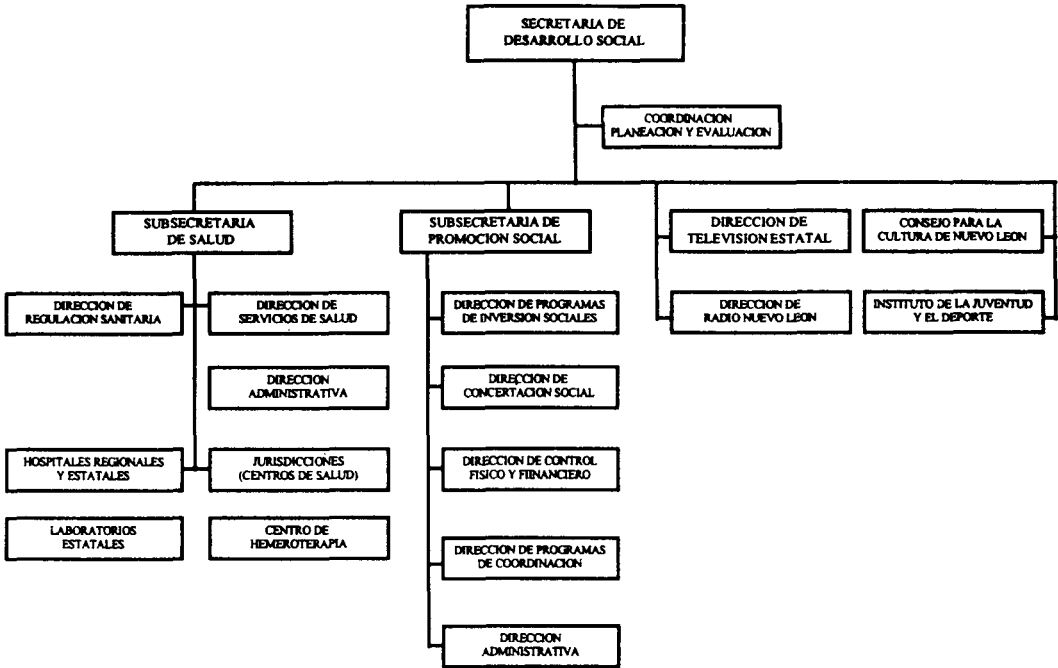 SECRETARIA DE
DESARROLLO SOCIAL
COORDINACION
PLANEACION Y EVALUACION
SUBSECRETARIA
DE SALUD
SUBSECRETARIA DE
PROMOCION SOCIAL
DIRECCION DE
TELEVISION ESTATAL
CONSEJO PARA LA
CULTURA DE NUEVO LEON
DIRECCION DE
REGULACION SANITARIA
DIRECCION DE
SERVICIOS DE SALUD
DIRECCION DE PROGRAMAS
DE INVERSION SOCIALES
DIRECCION DE
RADIO NUEVO LEON
INSTITUTO DE LA JUVENTUD
Y EL DEPORTE
DIRECCION
ADMINISTRATIVA
DIRECCION DE
CONCERTACION SOCIAL
HOSPITALES REGIONALES
Y ESTATALES
JURISDICCIONES
(CENTROS DE SALUD)
DIRECCION DE CONTROL
FISICO Y FIINANCIERO
LABORATORIOS
ESTATALES
CENTRO DE
HEMEROTERAPIA
DIRECCION DE PROGRAMAS
DE COORDINACION
DIRECCION
ADMINISTRATIVA